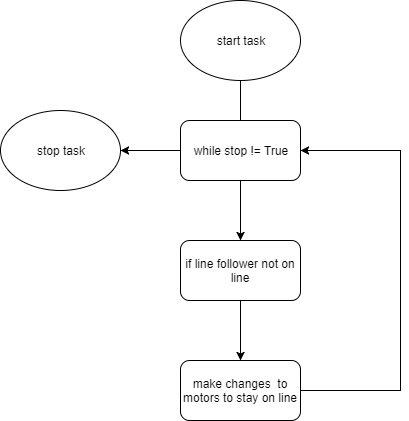 start task
stop task
while stop != True
if line follower not on
line
make changes  to
motors to stay on line